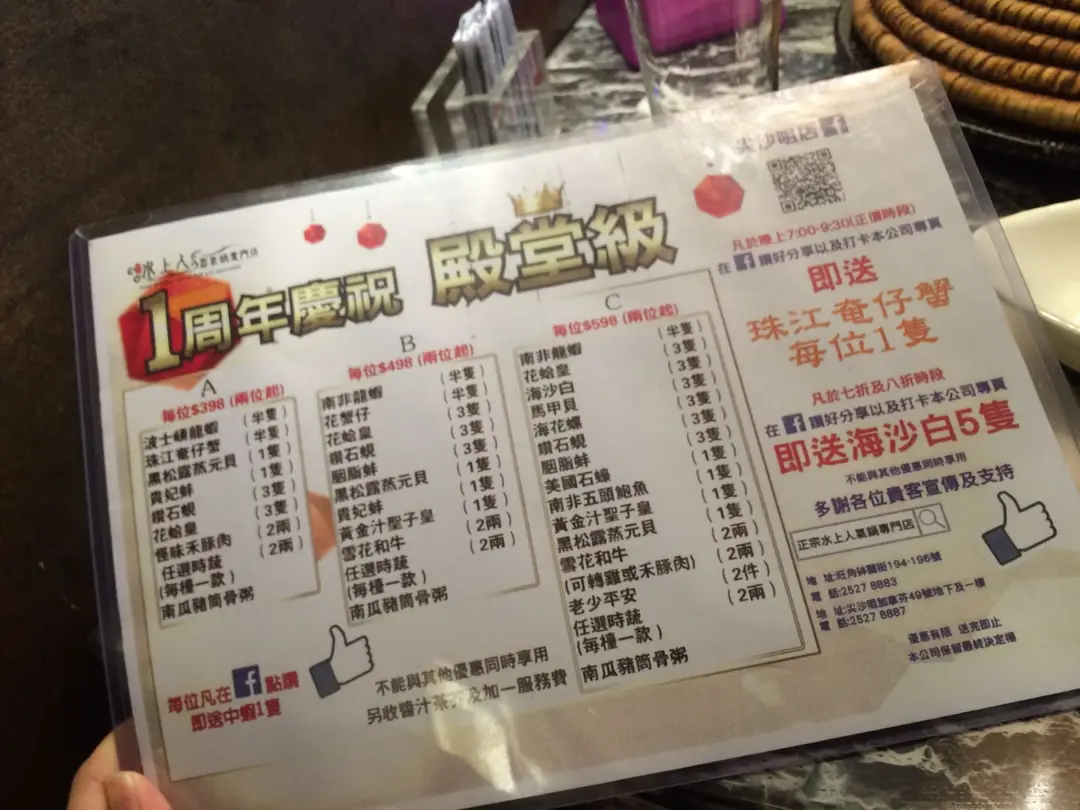 水上人蒸氣鍋專門店
1周年慶祝 殿堂級
A
每位$398 (兩位起)
波士頓龍蝦 (半隻)
珠江奄仔蟹 (半隻)
黑松露蒸元貝 (1隻)
貴妃蚌 (1隻)
鑽石蜆 (3隻)
花蛤皇 (3隻)
怪味禾豚肉 (2兩)
任選時蔬 (2兩)
(每檯一款)
南瓜豬筒骨粥
B
每位$498 (兩位起)
南非龍蝦 (半隻)
花蟹仔 (半隻)
花蛤皇 (3隻)
鑽石蜆 (3隻)
胭脂蚌 (3隻)
黑松露蒸元貝 (1隻)
貴妃蚌 (1隻)
黃金汁聖子皇 (1隻)
雪花和牛 (2兩)
任選時蔬 (2兩)
(每檯一款)
南瓜豬筒骨粥
C
每位$598 (兩位起)
南非龍蝦 (半隻)
花蛤皇 (3隻)
海沙白 (3隻)
馬甲貝 (3隻)
海花螺 (3隻)
鑽石蜆 (3隻)
胭脂蚌 (3隻)
美國石蠔 (1隻)
南非五頭鮑魚 (1隻)
黃金汁聖子皇 (1隻)
黑松露蒸元貝 (1隻)
雪花和牛 (2兩)
(可轉雞或禾豚肉) (2兩)
老少平安 (2件)
任選時蔬 (2兩)
(每檯一款)
南瓜豬筒骨粥
每位凡在 f 點讚
即送中蝦1隻
不能與其他優惠同時享用
另收醬汁茶芥及加一服務費
尖沙咀店 f
凡於晚上7:00-9:30(正價時段)
在 f 讚好分享以及打卡本公司專頁
即送
珠江奄仔蟹
每位1隻
凡於七折及八折時段
在 f 讚好分享以及打卡本公司專頁
即送海沙白5隻
不能與其他優惠同時享用
多謝各位貴客宣傳及支持
正宗水上人蒸氣鍋專門店
地 址:旺角砵蘭街194-196號
電 話:2527 8883
地 址:尖沙咀加拿芬49號地下及一樓
電 話:2527 8887
優惠有限 送完即止
本公司保留最終決定權